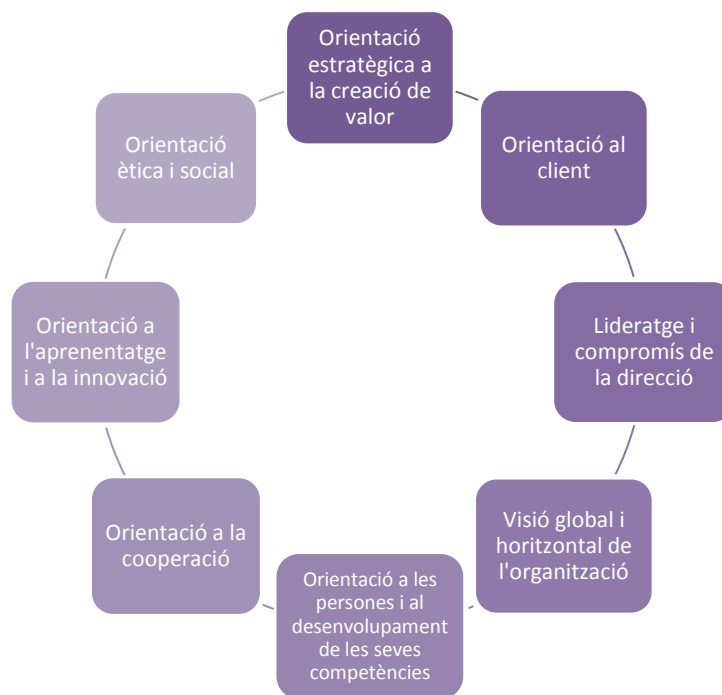 Orientació
estratègica a
la creació de
valor
Orientació al
client
Lideratge i
compromís de
la direcció
Visió global i
horitzontal de
l'organització
Orientació a les
persones i al
desenvolupament
de les seves
competències
Orientació a la
cooperació
Orientació a
l'aprenentatge
i a la innovació
Orientació
ètica i social